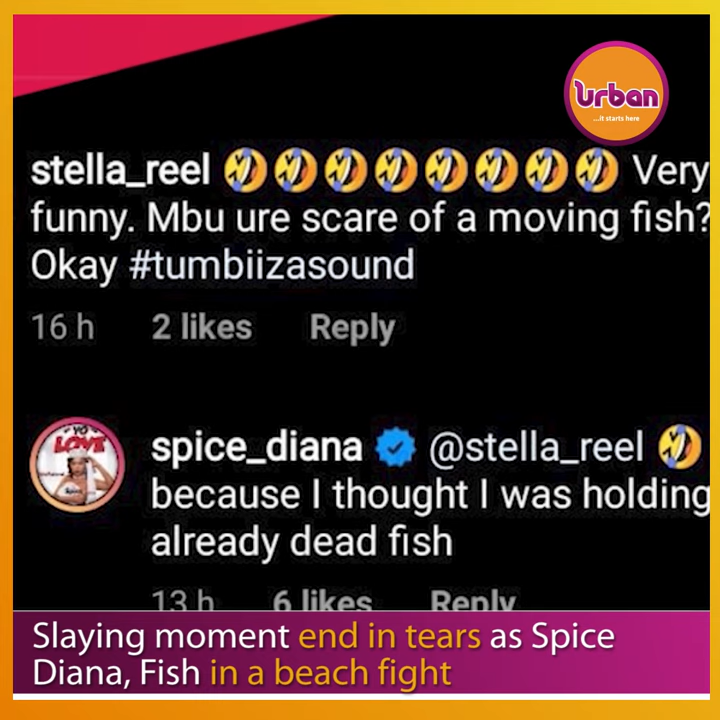 Urban
...it starts here
stella_reel 🤣🤣🤣🤣🤣🤣🤣🤣 Very
funny. Mbu ure scare of a moving fish?
Okay #tumbiizasound
16 h 2 likes Reply
YO
LOVE
spice_diana @stella_reel 🤣
because I thought I was holding
already dead fish
13 h 6 likes Reply
Slaying moment end in tears as Spice
Diana, Fish in a beach fight